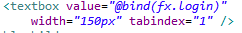 <textbox value="@bind(fx.login)"
width="150px" tabindex="1" />